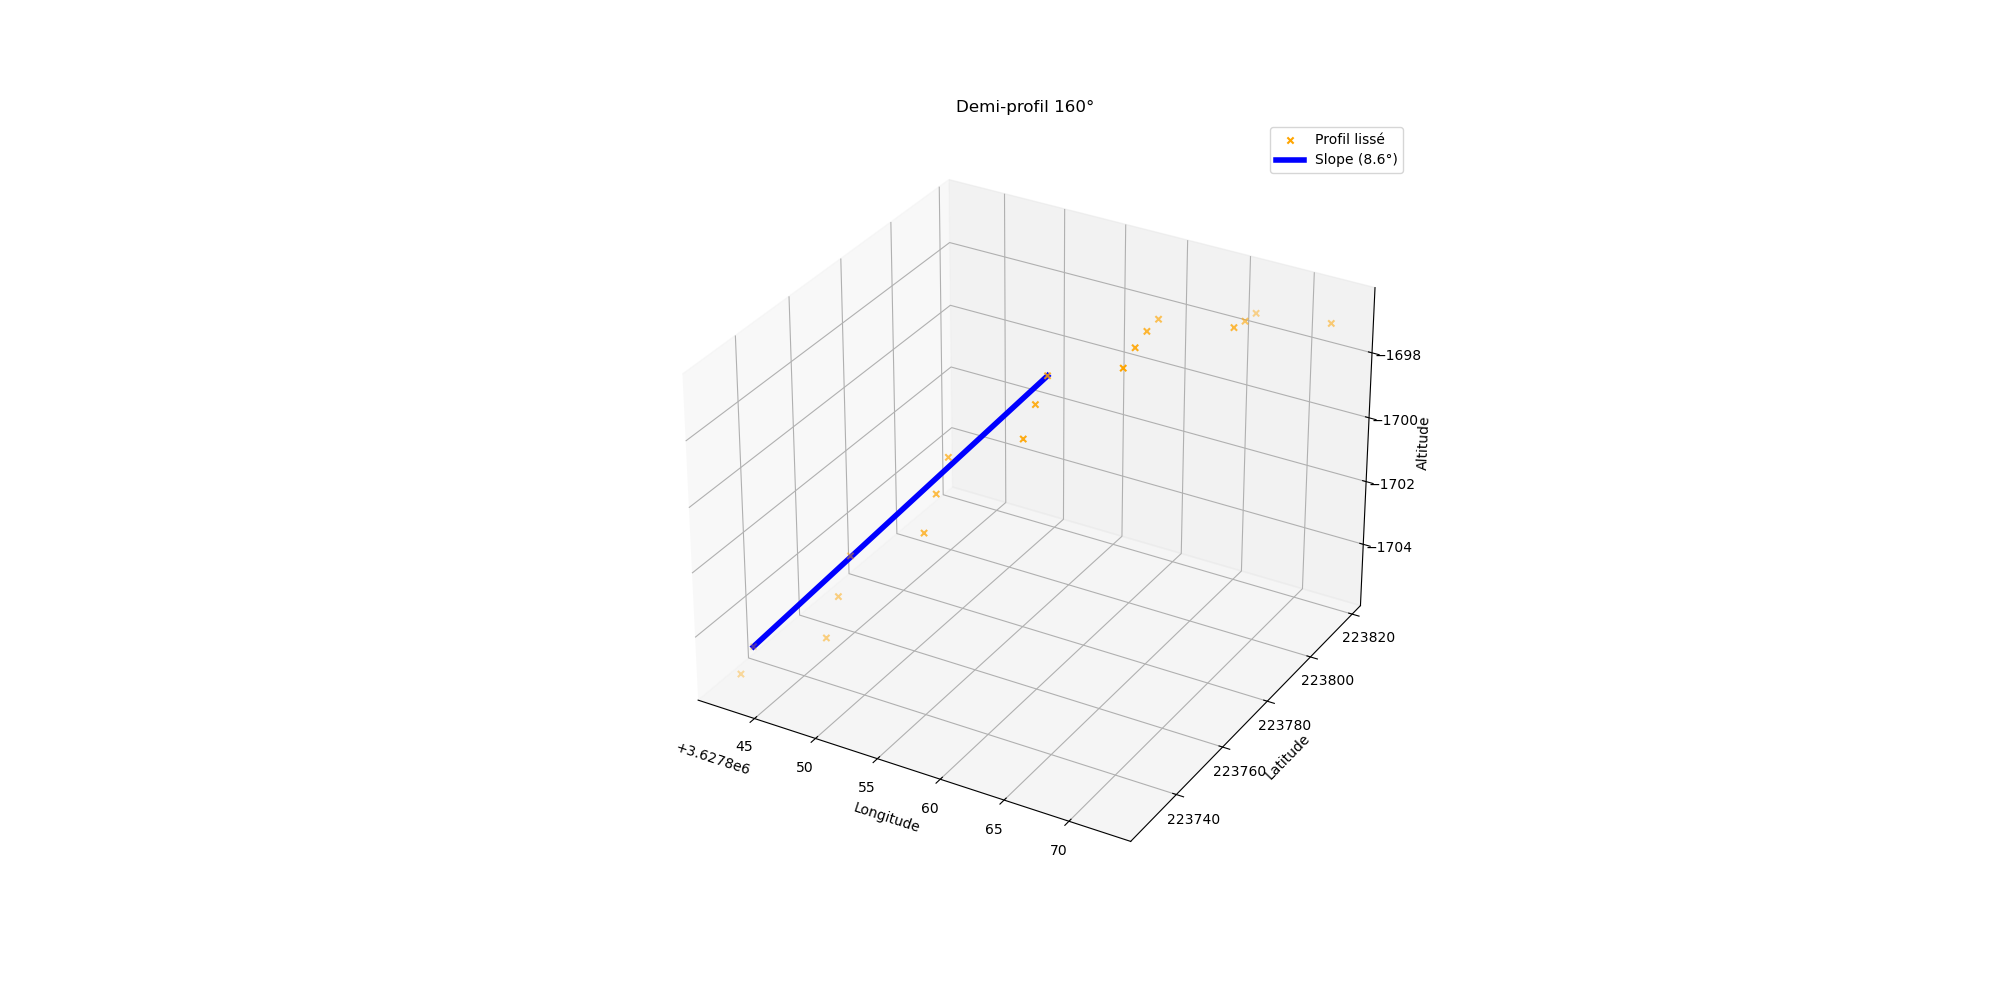 Demi-profil 160°
Profil lissé
Slope (8.6°)
−1698
−1700
−1702
−1704
Altitude
223820
223800
223780
223760
223740
Latitude
45
50
55
60
65
70
+3.6278e6
Longitude